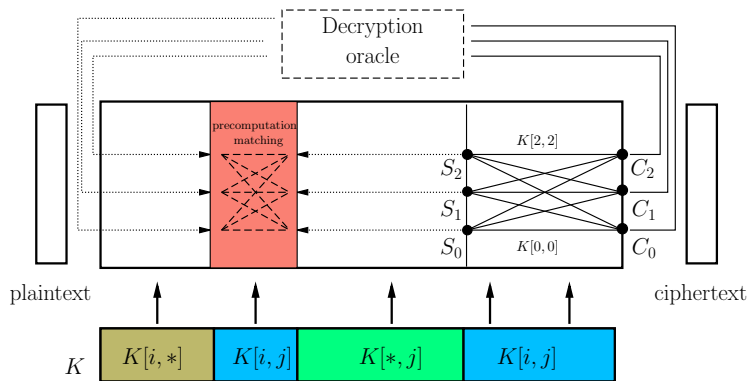 Decryption
oracle
precomputation
matching
K[2, 2]
S₂
C₂
S₁
C₁
S₀
K[0, 0]
C₀
plaintext
ciphertext
K
K[i, *]
K[i, j]
K[*, j]
K[i, j]